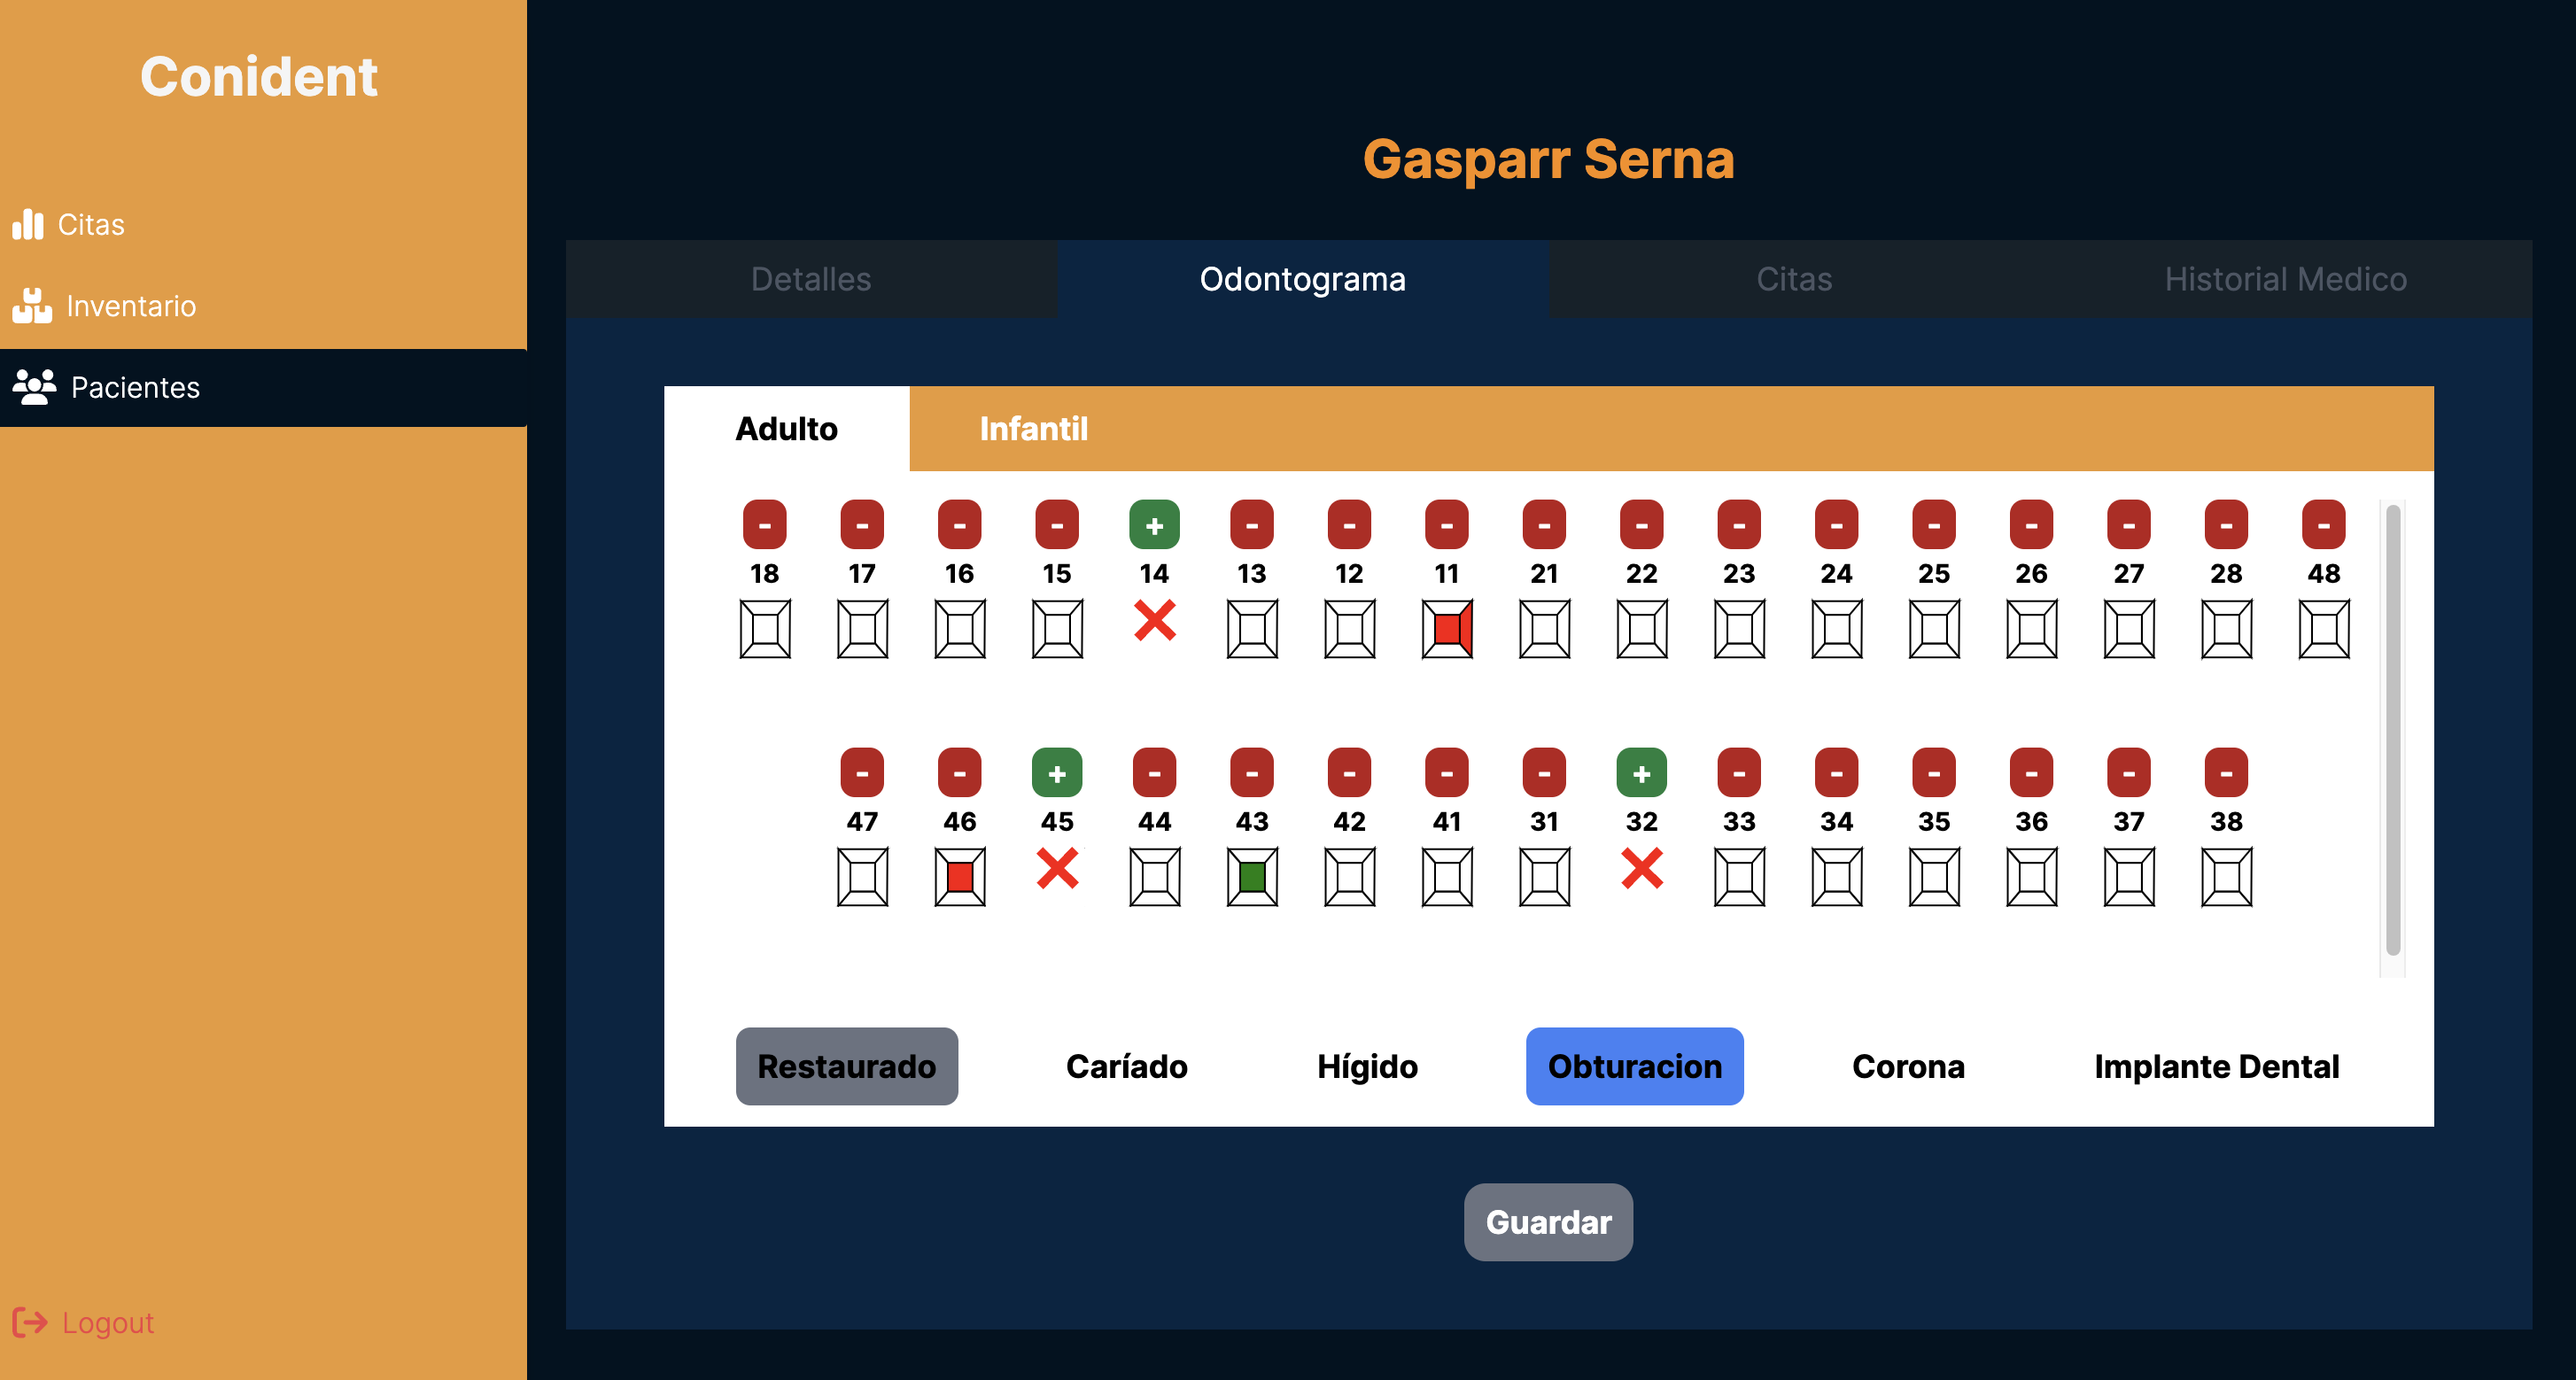 Conident
Citas
Inventario
Pacientes
Logout
Gasparr Serna
Detalles Odontograma Citas Historial Medico
Adulto Infantil
- - - - + - - - - - - - - - - - -
18 17 16 15 14 13 12 11 21 22 23 24 25 26 27 28 48
- - + - - - - - + - - - - - -
47 46 45 44 43 42 41 31 32 33 34 35 36 37 38
Restaurado Caríado Hígido Obturacion Corona Implante Dental
Guardar